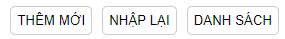 THÊM MỚI NHẬP LẠI DANH SÁCH